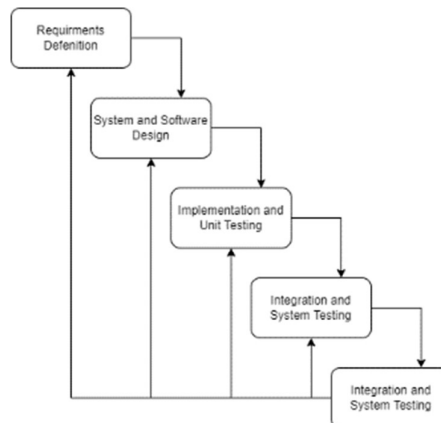 Requirments
Defenition
System and Software
Design
Implementation and
Unit Testing
Integration and
System Testing
Integration and
System Testing